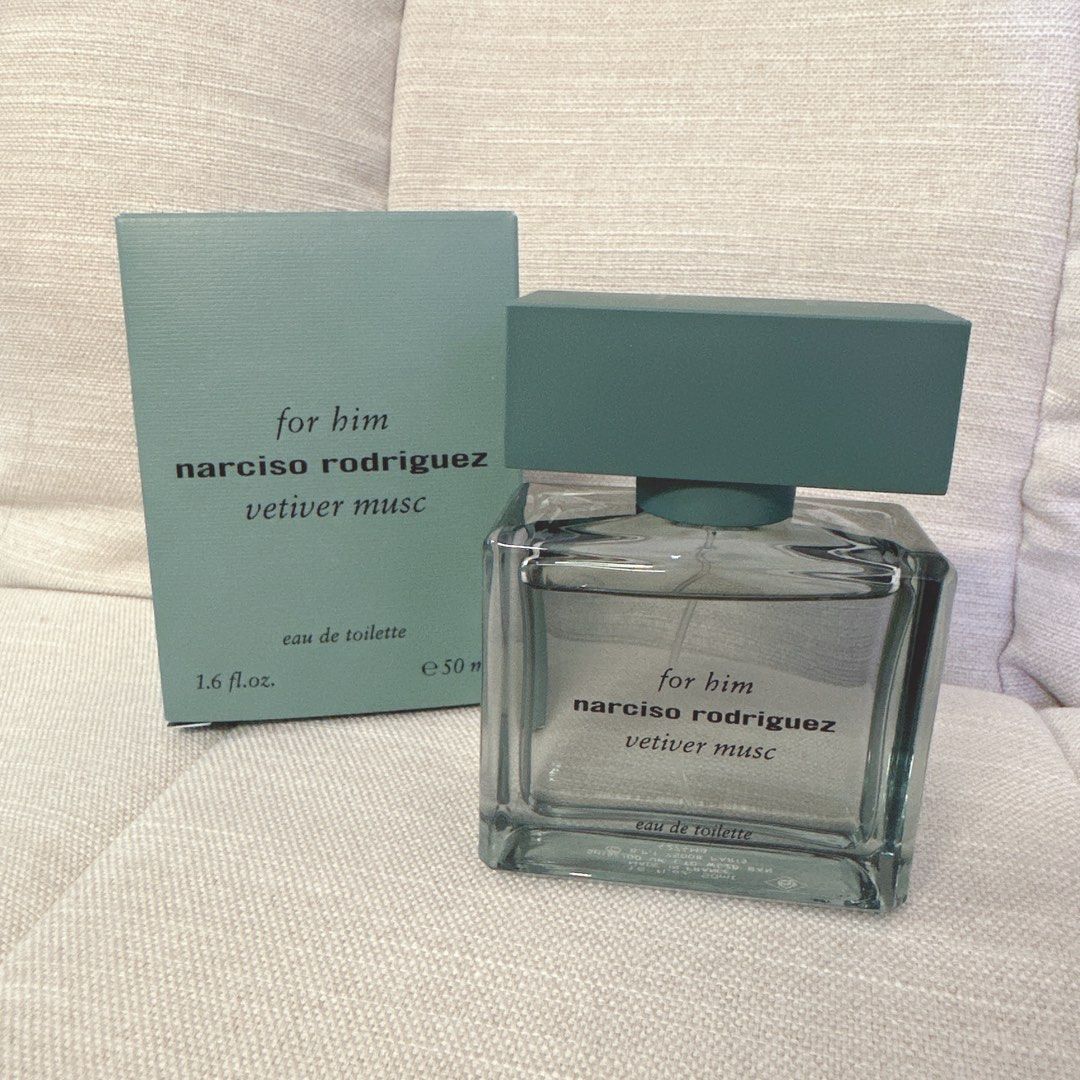 for him
narciso rodriguez
vetiver musc
eau de toilette
1.6 fl.oz.
℮ 50
for him
narciso rodriguez
vetiver musc
eau de toilette